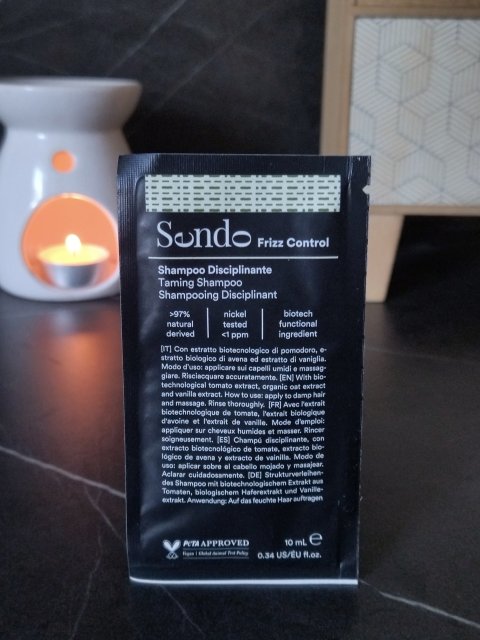 Sendo Frizz Control
Shampoo Disciplinante
Taming Shampoo
Shampooing Disciplinant
>97% natural derived
nickel tested <1 ppm
biotech functional ingredient
[IT] Con estratto biotecnologico di pomodoro, e-
stratto biologico di avena ed estratto di vaniglia.
Modo d'uso: applicare sui capelli umidi e massag-
giare. Risciacquare accuratamente. [EN] With bio-
technological tomato extract, organic oat extract
and vanilla extract. How to use: apply to damp hair
and massage. Rinse thoroughly. [FR] Avec l'extrait
biotechnologique de tomate, l'extrait biologique
d'avoine et l'extrait de vanille. Mode d'emploi:
appliquer sur cheveux humides et masser. Rincer
soigneusement. [ES] Champú disciplinante, con
extracto biotecnológico de tomate, extracto bio-
lógico de avena y extracto de vainilla. Modo de
uso: aplicar sobre el cabello mojado y masajear.
Aclarar cuidadosamente. [DE] Strukturverleihen-
des Shampoo mit biotechnologischem Extrakt aus
Tomaten, biologischem Haferextrakt und Vanille-
extrakt. Anwendung: Auf das feuchte Haar auftragen
PETA APPROVED
Vegan | Global Animal Test Policy
10 mL e
0.34 US/EU fl.oz.